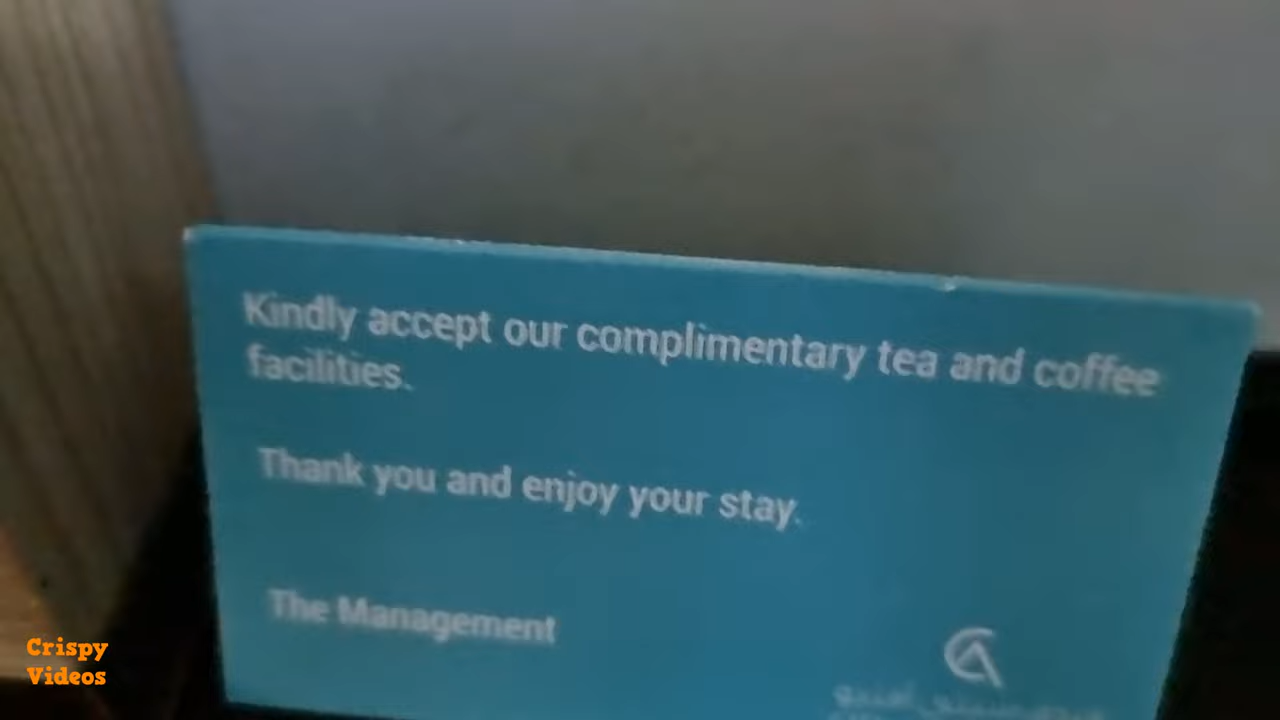 Kindly accept our complimentary tea and coffee
facilities.
Thank you and enjoy your stay.
The Management
Crispy
Videos